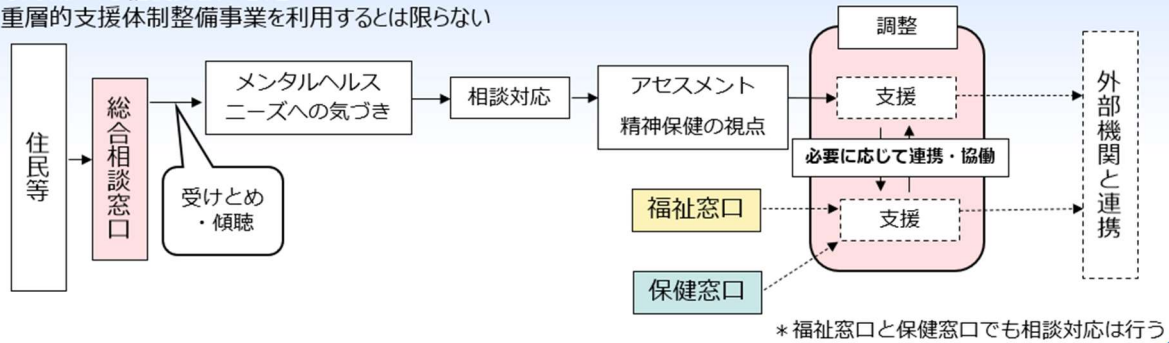 重層的支援体制整備事業を利用するとは限らない
住民等
総合相談窓口
メンタルヘルス
ニーズへの気づき
受けとめ
・傾聴
相談対応
アセスメント
精神保健の視点
調整
支援
必要に応じて連携・協働
支援
福祉窓口
保健窓口
外部機関と連携
＊福祉窓口と保健窓口でも相談対応は行う